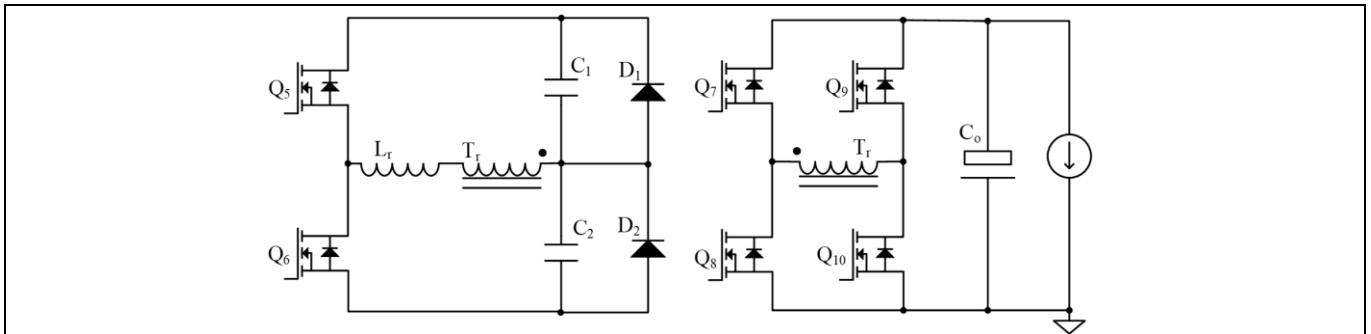 C₁
D₁
Q₅
Q₇
Q₉
Lᵣ
Tᵣ
Tᵣ
Cₒ
C₂
D₂
Q₆
Q₈
Q₁₀